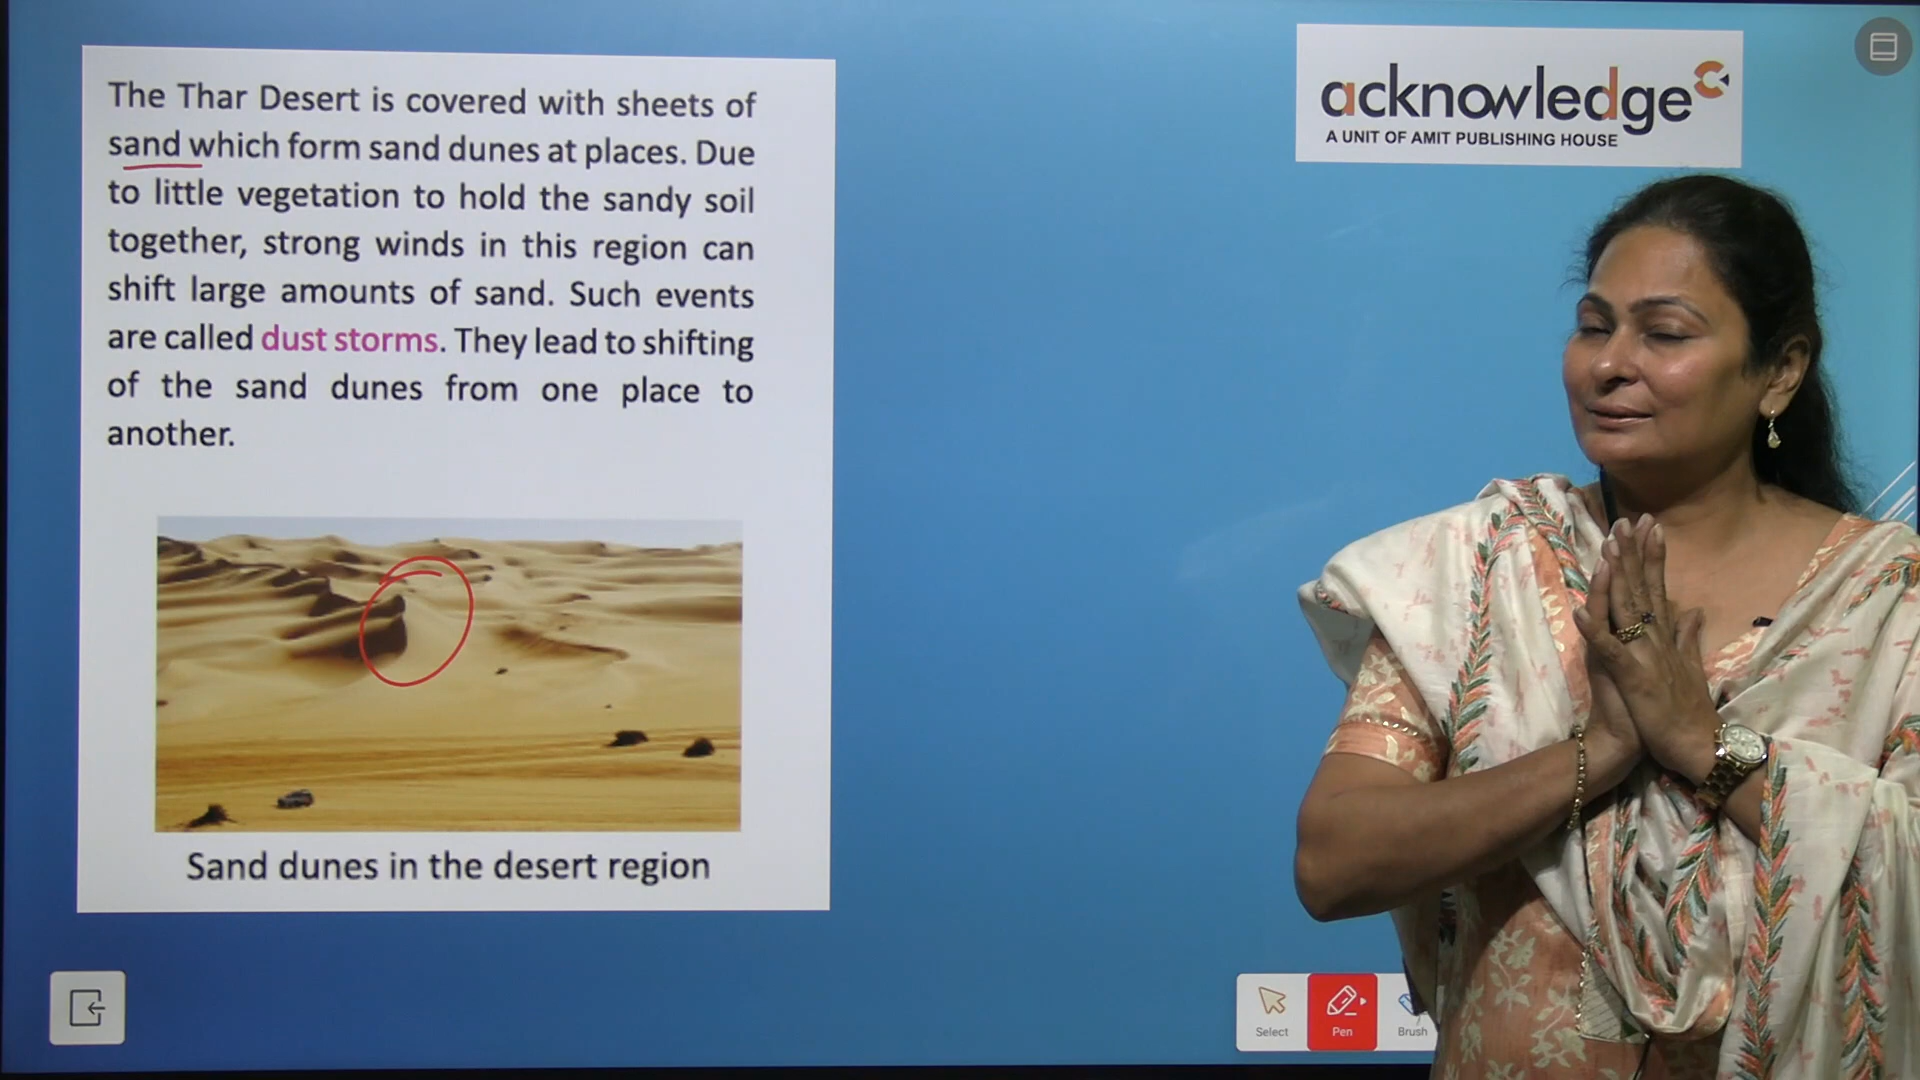 The Thar Desert is covered with sheets of
sand which form sand dunes at places. Due
to little vegetation to hold the sandy soil
together, strong winds in this region can
shift large amounts of sand. Such events
are called dust storms. They lead to shifting
of the sand dunes from one place to
another.
Sand dunes in the desert region
acknowledge
A UNIT OF AMIT PUBLISHING HOUSE
Select
Pen
Brush